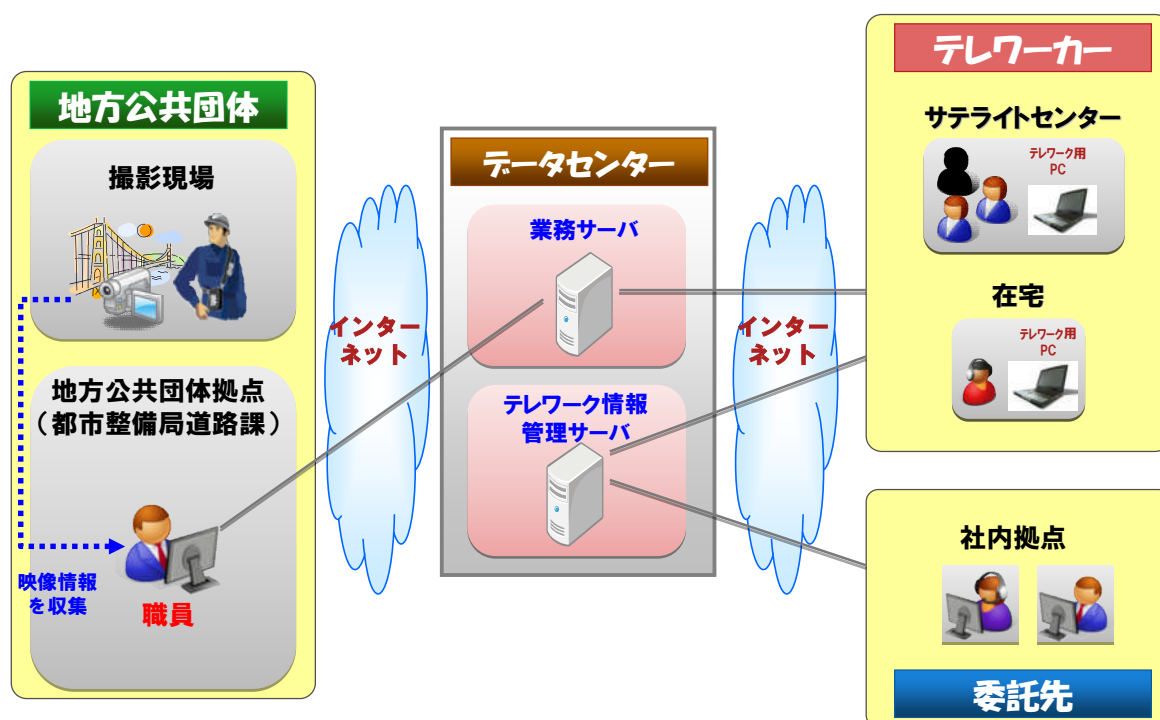 地方公共団体
撮影現場
地方公共団体拠点
（都市整備局道路課）
映像情報
を収集
職員
インター
ネット
データセンター
業務サーバ
テレワーク情報
管理サーバ
インター
ネット
テレワーカー
サテライトセンター
テレワーク用
PC
在宅
テレワーク用
PC
社内拠点
委託先